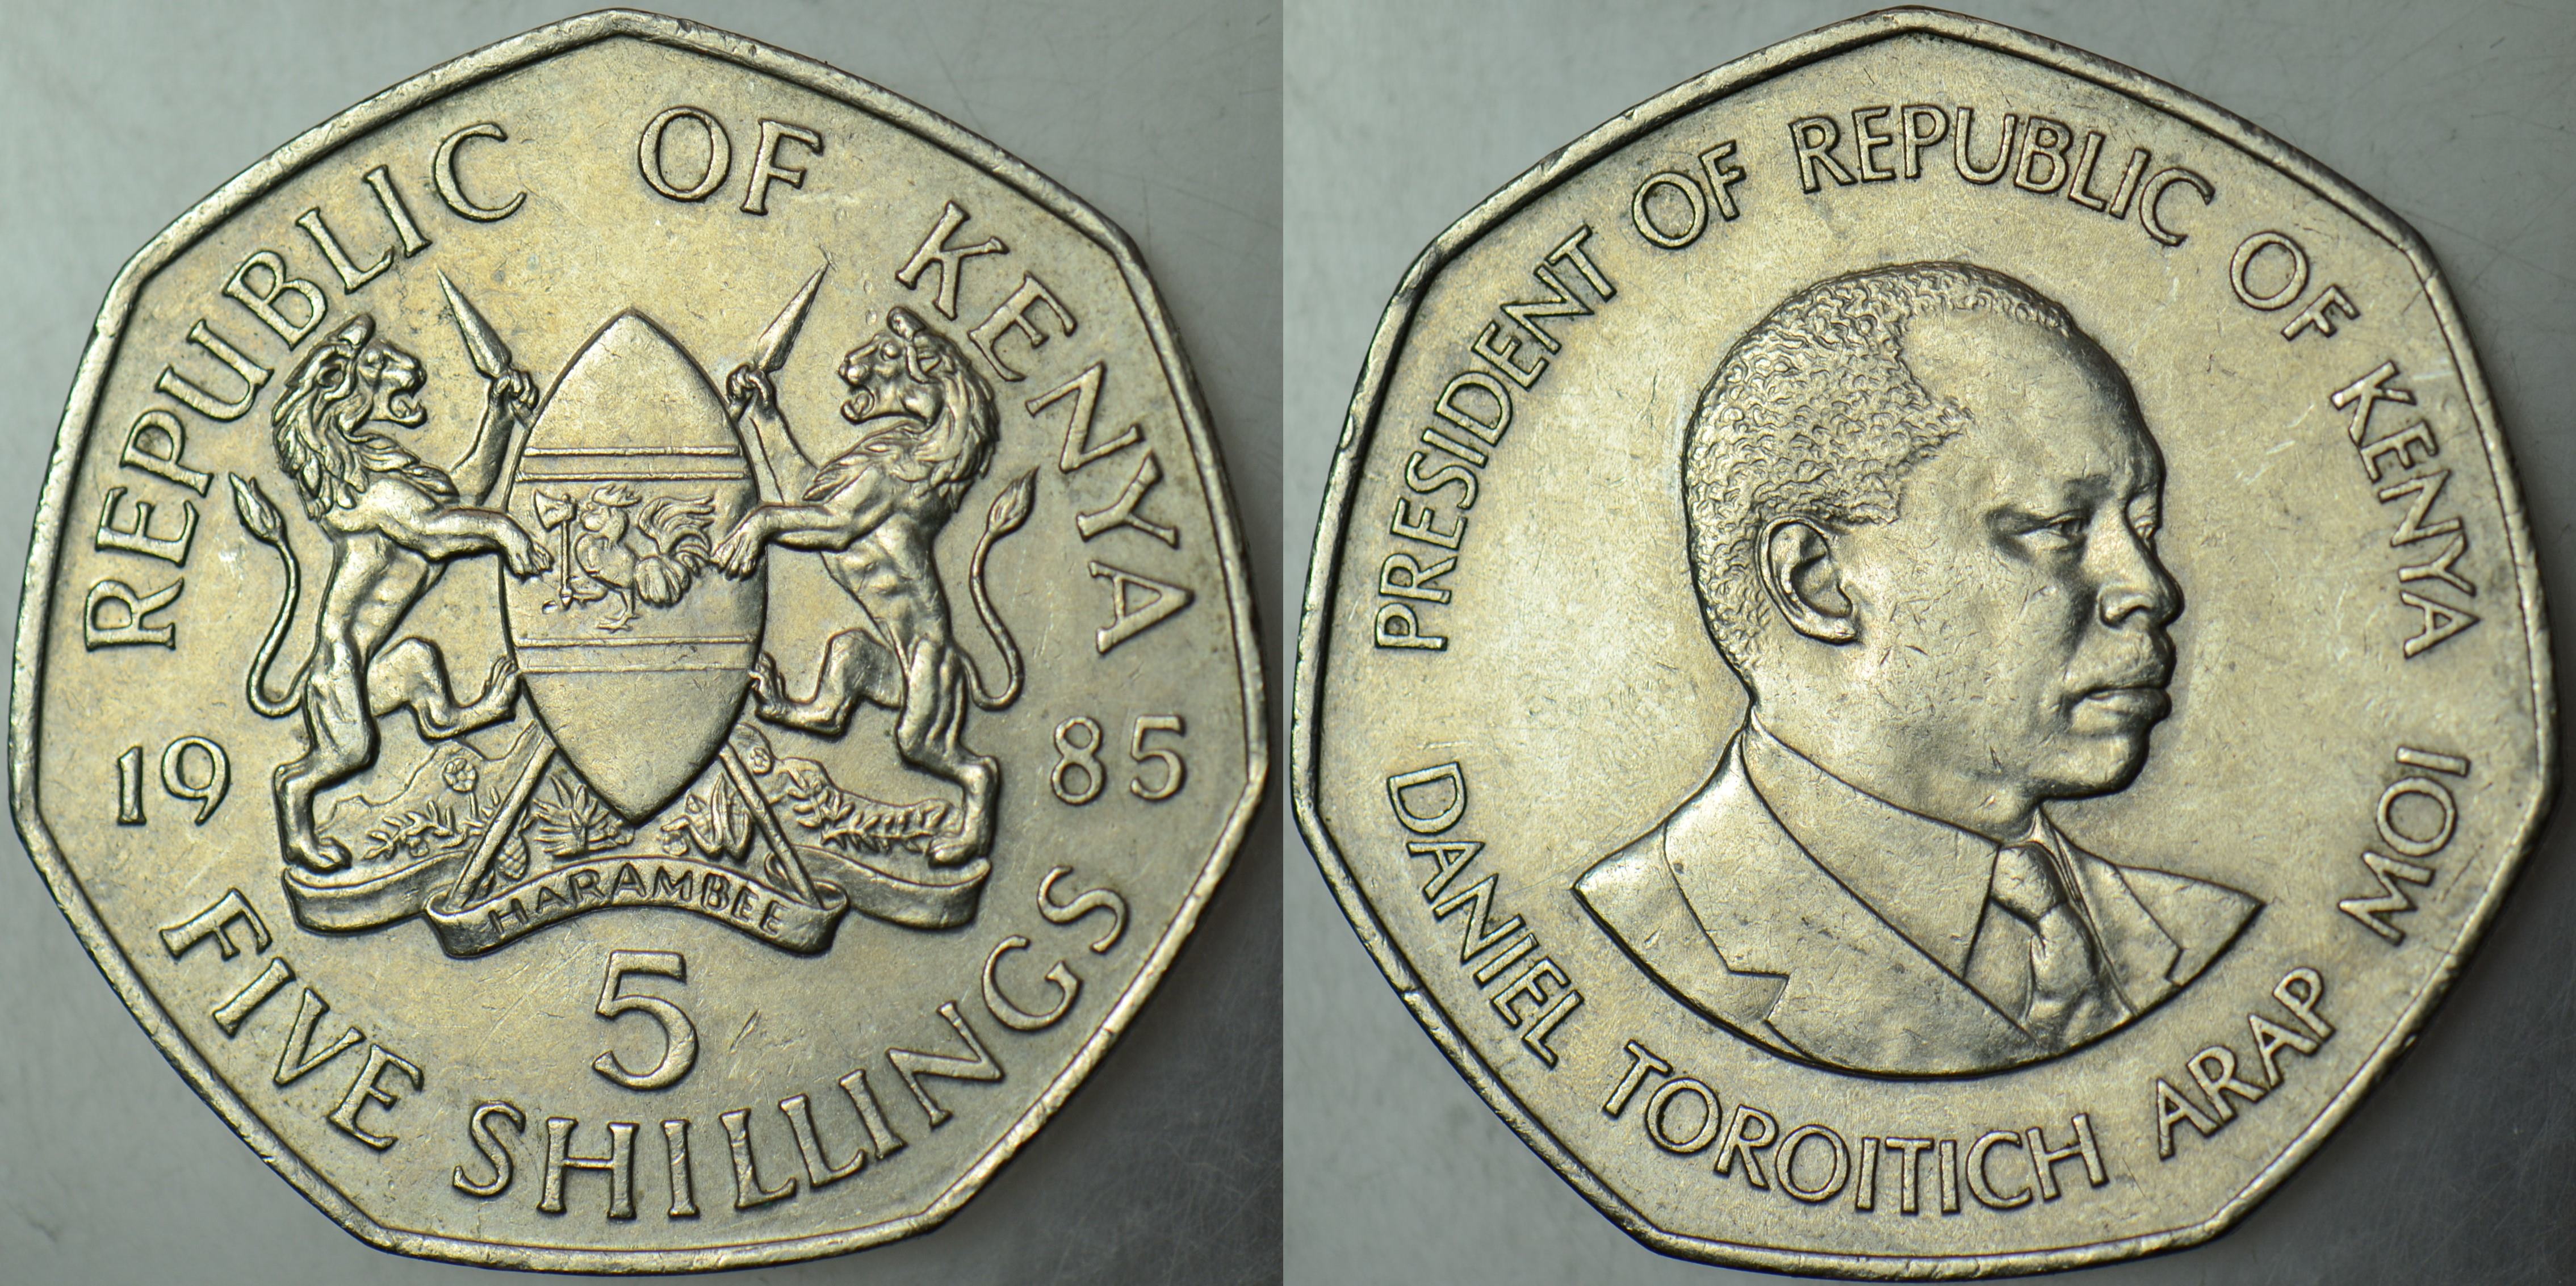 REPUBLIC OF KENYA
19 85
HARAMBEE
5
FIVE SHILLINGS
PRESIDENT OF REPUBLIC OF KENYA
DANIEL TOROITICH ARAP MOI